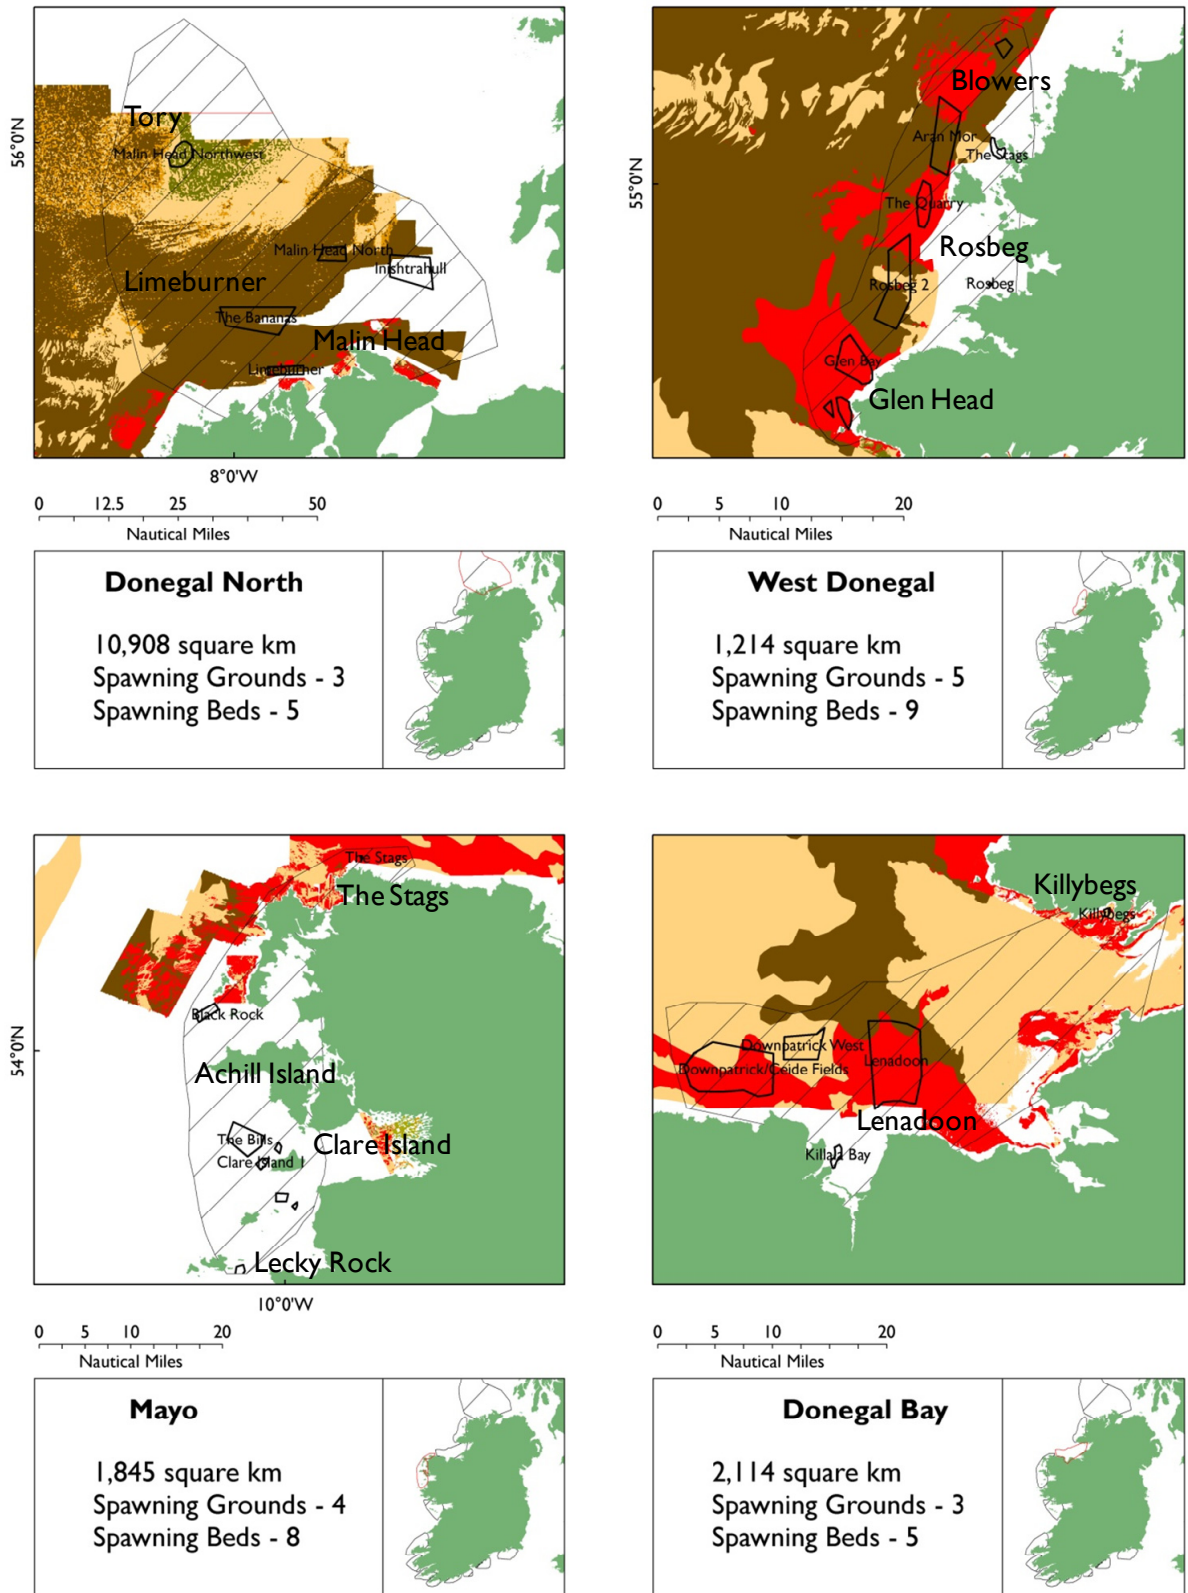 56°0'N
Tory
Malin Head Northwest
Malin Head North
Inishtrahull
Limeburner
The Bananas
Malin Head
Limeburner
8°0'W
0 12.5 25 50
Nautical Miles
Donegal North
10,908 square km
Spawning Grounds - 3
Spawning Beds - 5
55°0'N
Blowers
Aran Mor
The Stags
The Quarry
Rosbeg
Rosbeg 2
Rosbeg
Glen Bay
Glen Head
0 5 10 20
Nautical Miles
West Donegal
1,214 square km
Spawning Grounds - 5
Spawning Beds - 9
54°0'N
The Stags
The Stags
Black Rock
Achill Island
The Bills
Clare Island
Clare Island 1
Lecky Rock
10°0'W
0 5 10 20
Nautical Miles
Mayo
1,845 square km
Spawning Grounds - 4
Spawning Beds - 8
Killybegs
Killybegs
Downpatrick West
Lenadoon
Downpatrick/Ceide Fields
Lenadoon
Killala Bay
0 5 10 20
Nautical Miles
Donegal Bay
2,114 square km
Spawning Grounds - 3
Spawning Beds - 5